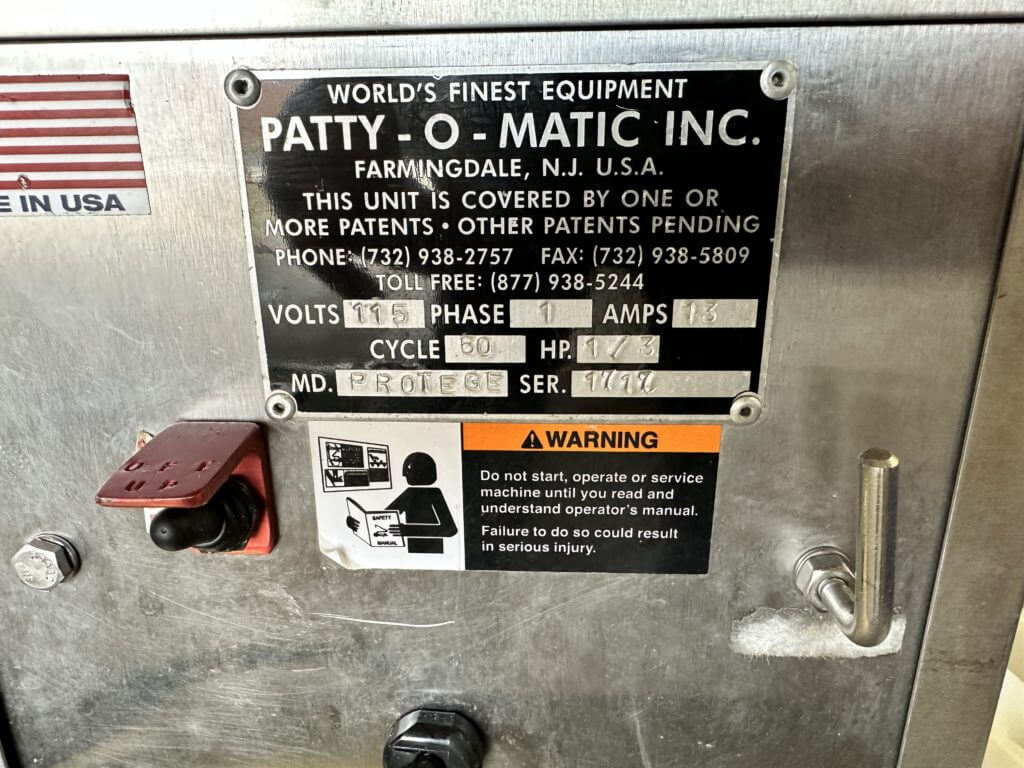 WORLD'S FINEST EQUIPMENT
PATTY - O - MATIC INC.
FARMINGDALE, N.J. U.S.A.
THIS UNIT IS COVERED BY ONE OR
MORE PATENTS • OTHER PATENTS PENDING
PHONE: (732) 938-2757 FAX: (732) 938-5809
TOLL FREE: (877) 938-5244
VOLTS 115 PHASE 1 AMPS 13
CYCLE 60 HP. 1/3
MD. PROTEGE SER. 1717
E IN USA
OFF
UP
WARNING
Do not start, operate or service
machine until you read and
understand operator's manual.
Failure to do so could result
in serious injury.
SAFETY
MANUAL